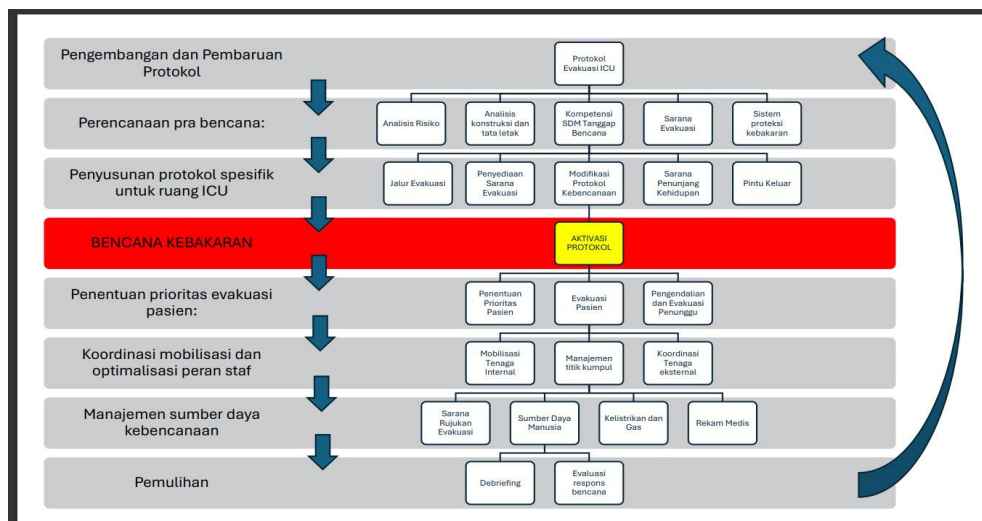 Pengembangan dan Pembaruan
Protokol
Protokol
Evakuasi ICU
Perencanaan pra bencana:
Analisis Risiko
Analisis
konstruksi dan
tata letak
Kompetensi
SDM Tanggap
Bencana
Sarana
Evakuasi
Sistem
proteksi
kebakaran
Penyusunan protokol spesifik
untuk ruang ICU
Jalur Evakuasi
Penyediaan
Sarana
Evakuasi
Modifikasi
Protokol
Kebencanaan
Sarana
Penunjang
Kehidupan
Pintu Keluar
BENCANA KEBAKARAN
AKTIVASI
PROTOKOL
Penentuan prioritas evakuasi
pasien:
Penentuan
Prioritas
Pasien
Evakuasi
Pasien
Pengendalian
dan Evakuasi
Penunggu
Koordinasi mobilisasi dan
optimalisasi peran staf
Mobilisasi
Tenaga
Internal
Manajemen
titik kumpul
Koordinasi
Tenaga
eksternal
Manajemen sumber daya
kebencanaan
Sarana
Rujukan
Evakuasi
Sumber Daya
Manusia
Kelistrikan dan
Gas
Rekam Medis
Pemulihan
Debriefing
Evaluasi
respons
bencana